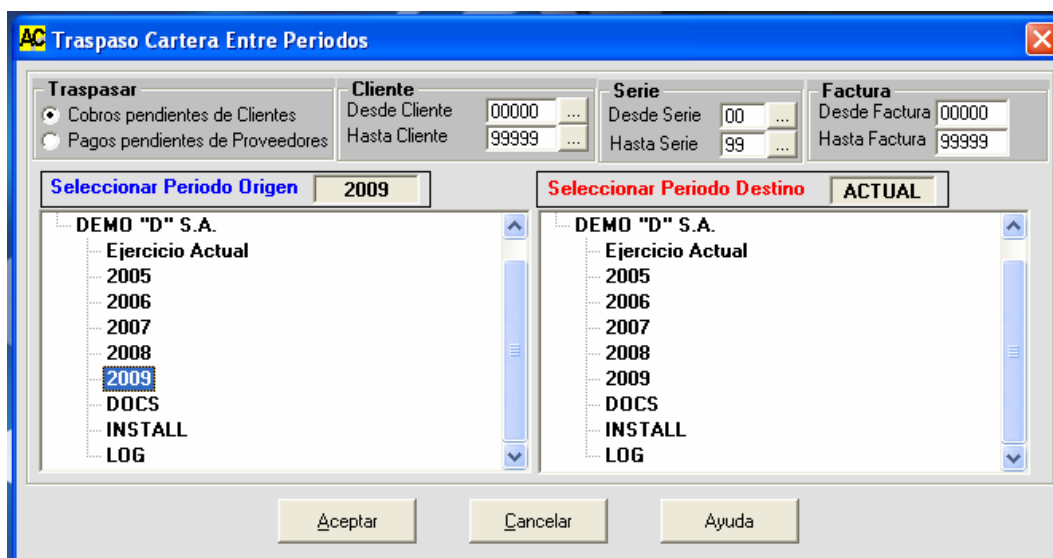 AC Traspaso Cartera Entre Periodos
Traspasar
Cobros pendientes de Clientes
Pagos pendientes de Proveedores
Cliente
Desde Cliente 00000 ...
Hasta Cliente 99999 ...
Serie
Desde Serie 00 ...
Hasta Serie 99 ...
Factura
Desde Factura 00000
Hasta Factura 99999
Seleccionar Periodo Origen 2009
DEMO "D" S.A.
Ejercicio Actual
2005
2006
2007
2008
2009
DOCS
INSTALL
LOG
Seleccionar Periodo Destino ACTUAL
DEMO "D" S.A.
Ejercicio Actual
2005
2006
2007
2008
2009
DOCS
INSTALL
LOG
Aceptar Cancelar Ayuda